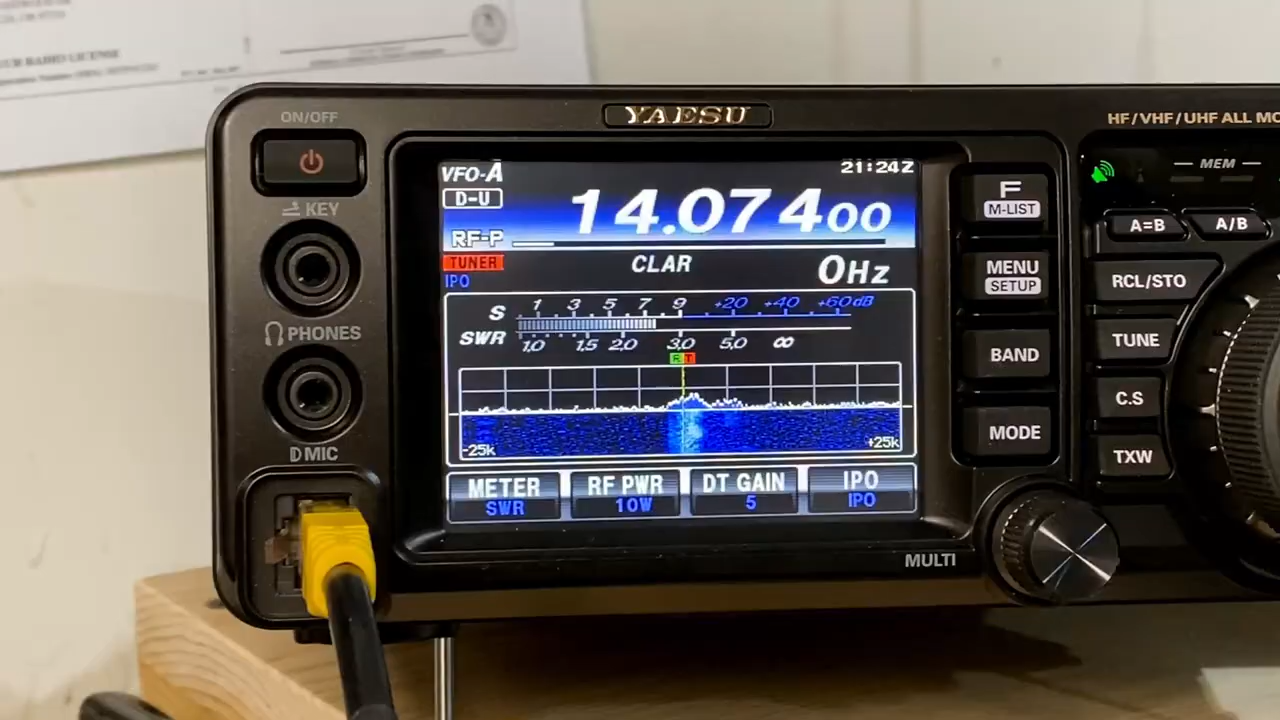 RADIO LICENSE
YAESU
ON/OFF
HF/VHF/UHF ALL MO
VFO-A
21:24Z
MEM
D-U
14.07400
F
M-LIST
KEY
A=B
A/B
RF-P
TUNER
CLAR
0Hz
IPO
MENU
SETUP
RCL/STO
S 1 3 5 7 9 +20 +40 +60dB
PHONES
SWR 1.0 1.5 2.0 3.0 5.0 ∞
TUNE
R T
BAND
C.S
-25k
+25k
MODE
D MIC
TXW
METER
SWR
RF PWR
10W
DT GAIN
5
IPO
IPO
MULTI